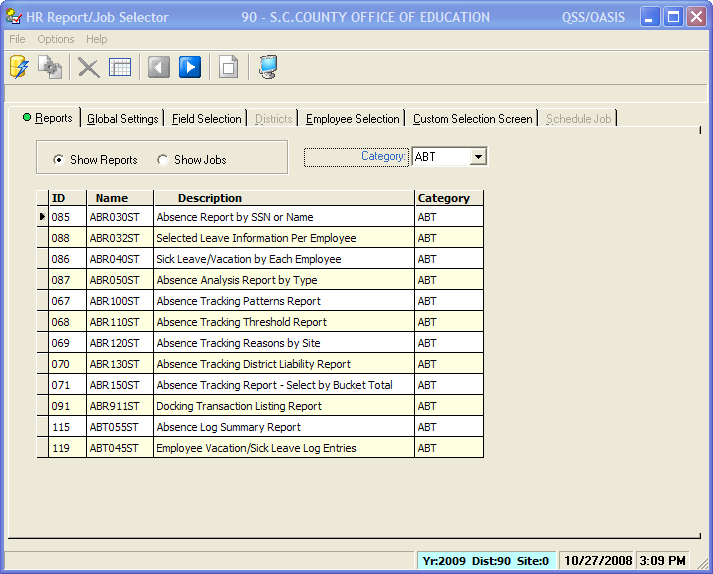 HR Report/Job Selector 90 - S.C.COUNTY OFFICE OF EDUCATION QSS/OASIS
File Options Help
Reports Global Settings Field Selection Districts Employee Selection Custom Selection Screen Schedule Job
Show Reports Show Jobs Category: ABT
ID Name Description Category
085 ABR030ST Absence Report by SSN or Name ABT
088 ABR032ST Selected Leave Information Per Employee ABT
086 ABR040ST Sick Leave/Vacation by Each Employee ABT
087 ABR050ST Absence Analysis Report by Type ABT
067 ABR100ST Absence Tracking Patterns Report ABT
068 ABR110ST Absence Tracking Threshold Report ABT
069 ABR120ST Absence Tracking Reasons by Site ABT
070 ABR130ST Absence Tracking District Liability Report ABT
071 ABR150ST Absence Tracking Report - Select by Bucket Total ABT
091 ABR911ST Docking Transaction Listing Report ABT
115 ABT055ST Absence Log Summary Report ABT
119 ABT045ST Employee Vacation/Sick Leave Log Entries ABT
Yr:2009 Dist:90 Site:0 10/27/2008 3:09 PM